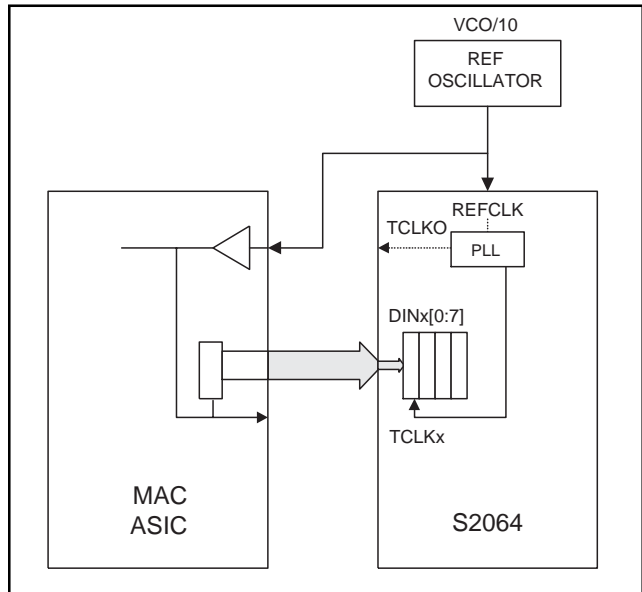 VCO/10
REF
OSCILLATOR
REFCLK
TCLKO
PLL
DINx[0:7]
TCLKx
MAC
ASIC
S2064